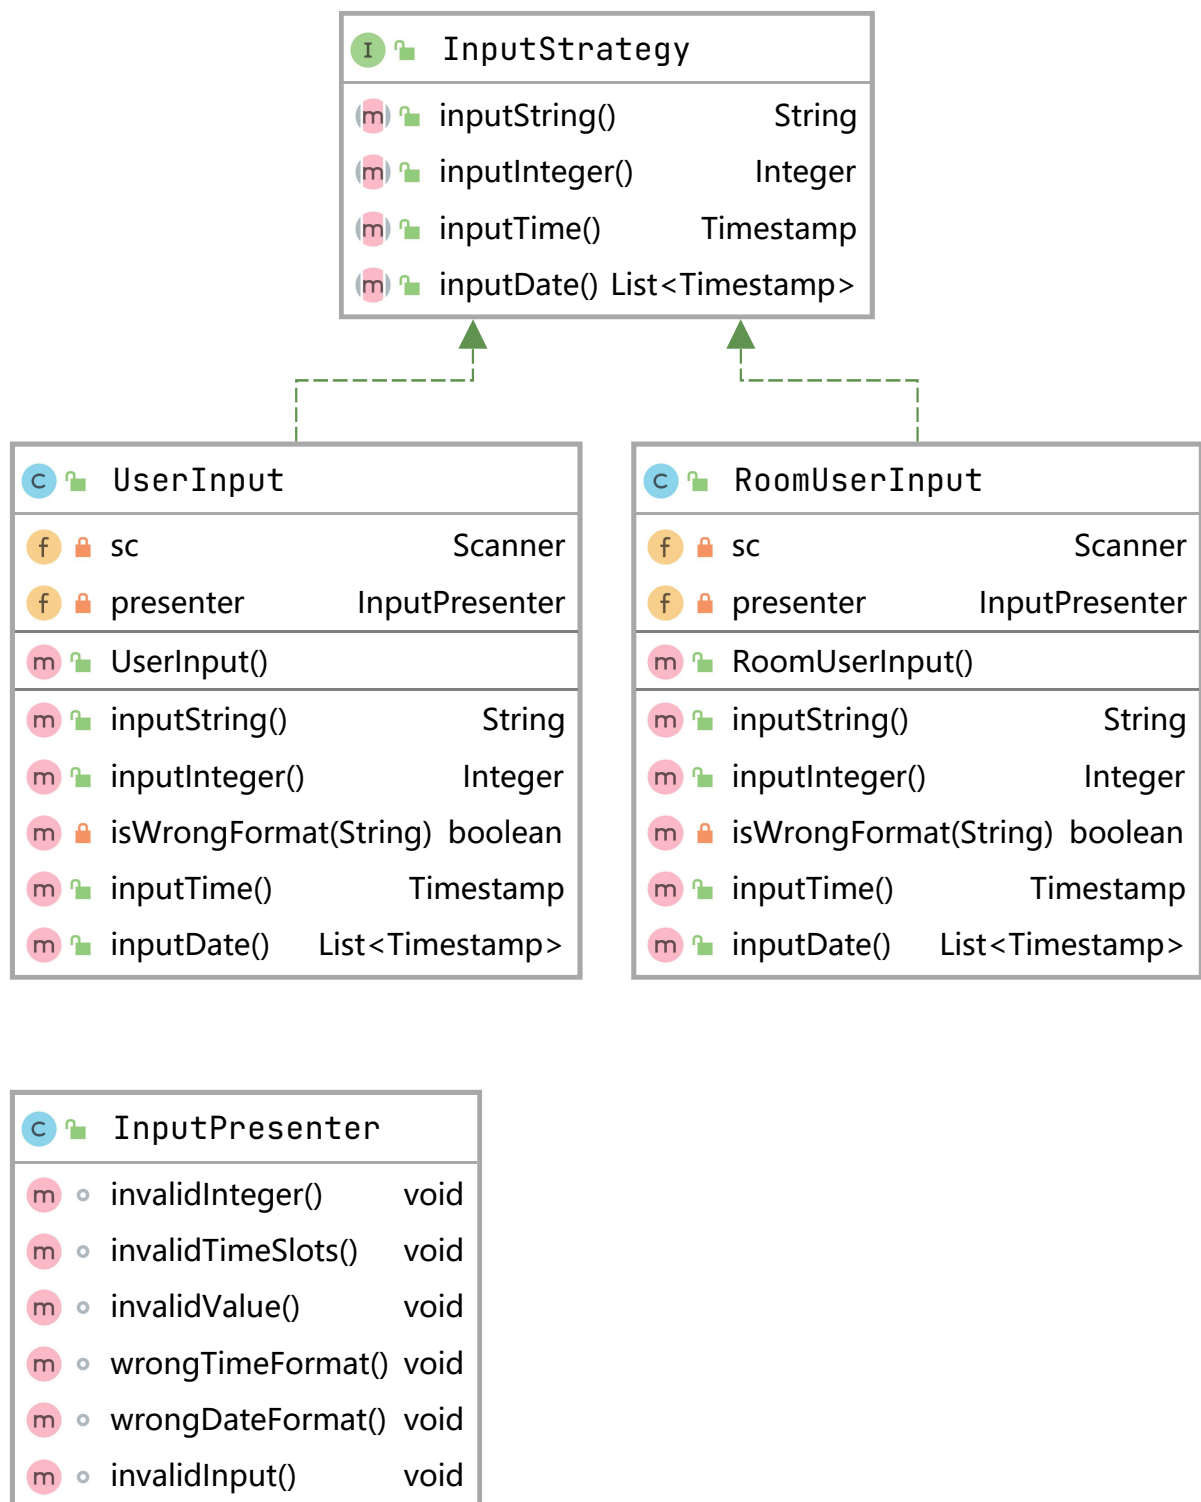 I InputStrategy
m inputString() String
m inputInteger() Integer
m inputTime() Timestamp
m inputDate() List<Timestamp>
C UserInput
f sc Scanner
f presenter InputPresenter
m UserInput()
m inputString() String
m inputInteger() Integer
m isWrongFormat(String) boolean
m inputTime() Timestamp
m inputDate() List<Timestamp>
C RoomUserInput
f sc Scanner
f presenter InputPresenter
m RoomUserInput()
m inputString() String
m inputInteger() Integer
m isWrongFormat(String) boolean
m inputTime() Timestamp
m inputDate() List<Timestamp>
C InputPresenter
m invalidInteger() void
m invalidTimeSlots() void
m invalidValue() void
m wrongTimeFormat() void
m wrongDateFormat() void
m invalidInput() void